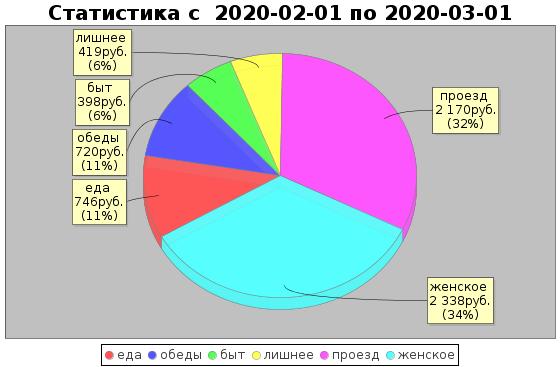 Статистика с  2020-02-01 по 2020-03-01
лишнее
419руб.
(6%)
быт
398руб.
(6%)
обеды
720руб.
(11%)
еда
746руб.
(11%)
проезд
2 170руб.
(32%)
женское
2 338руб.
(34%)
еда обеды быт лишнее проезд женское